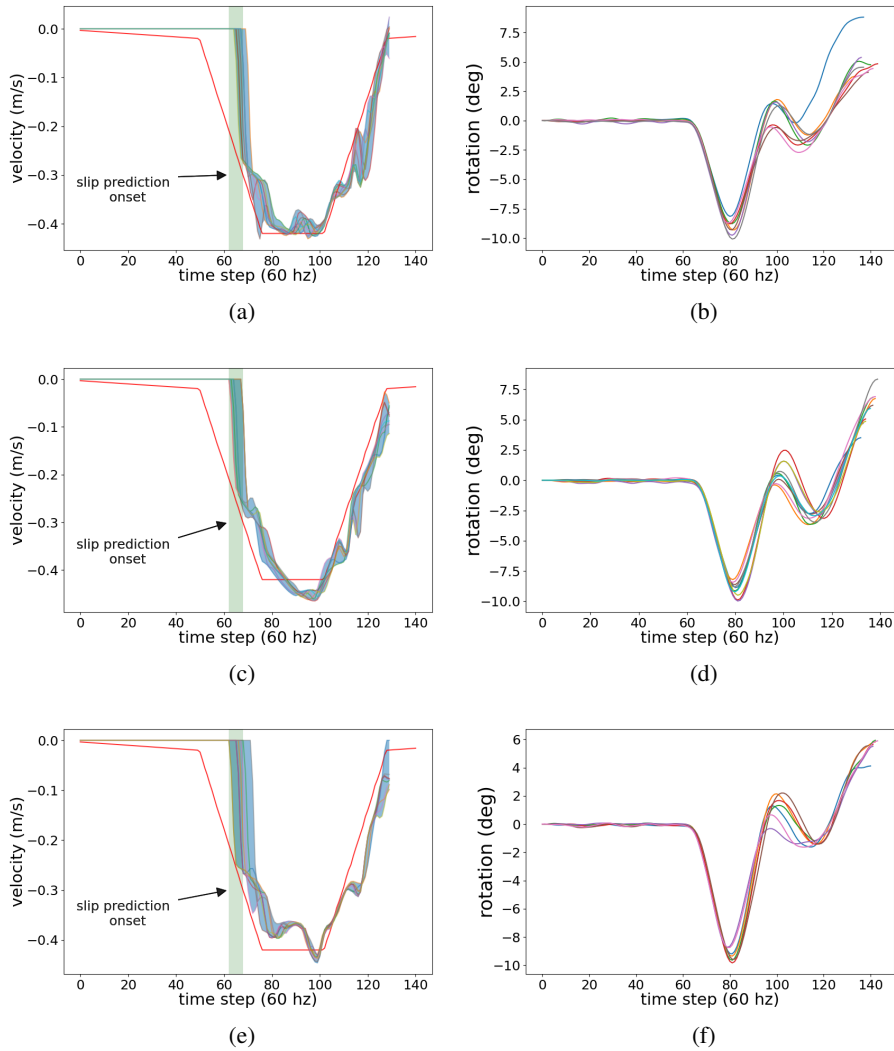 0.0
−0.1
−0.2
−0.3
−0.4
velocity (m/s)
slip prediction
onset
0 20 40 60 80 100 120 140
time step (60 hz)
(a)
7.5
5.0
2.5
0.0
−2.5
−5.0
−7.5
−10.0
rotation (deg)
0 20 40 60 80 100 120 140
time step (60 hz)
(b)
0.0
−0.1
−0.2
−0.3
−0.4
velocity (m/s)
slip prediction
onset
0 20 40 60 80 100 120 140
time step (60 hz)
(c)
7.5
5.0
2.5
0.0
−2.5
−5.0
−7.5
−10.0
rotation (deg)
0 20 40 60 80 100 120 140
time step (60 hz)
(d)
0.0
−0.1
−0.2
−0.3
−0.4
velocity (m/s)
slip prediction
onset
0 20 40 60 80 100 120 140
time step (60 hz)
(e)
6
4
2
0
−2
−4
−6
−8
−10
rotation (deg)
0 20 40 60 80 100 120 140
time step (60 hz)
(f)